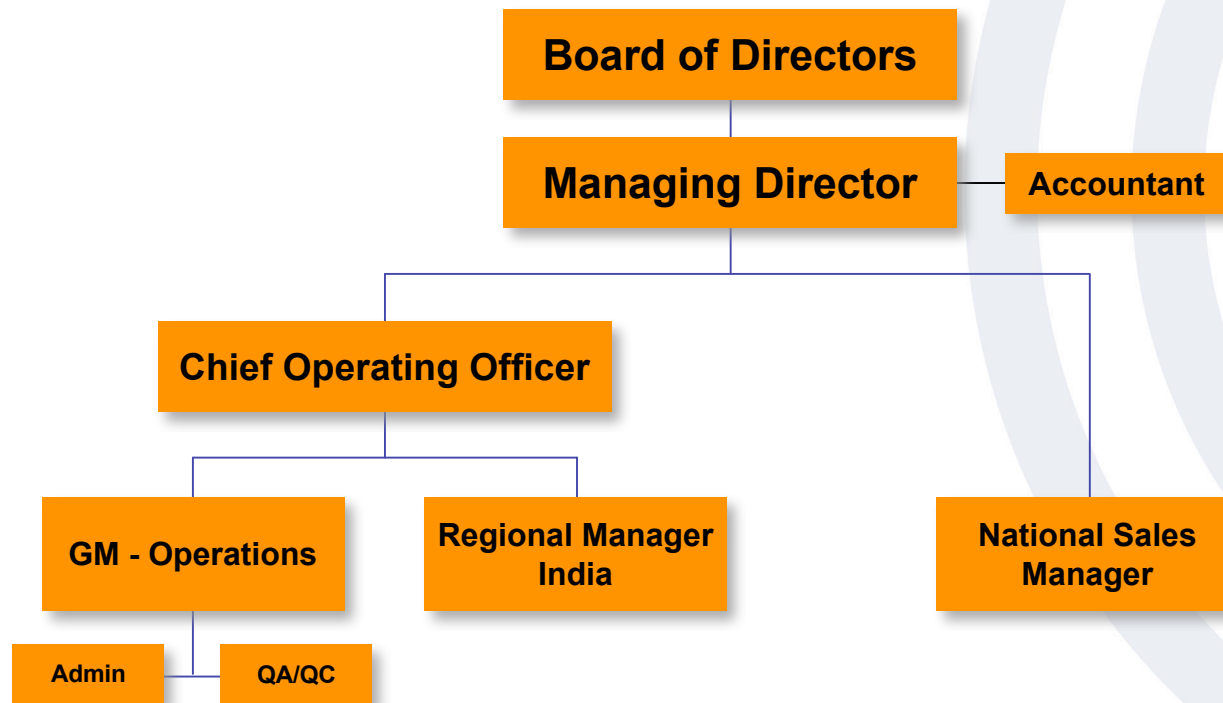 Board of Directors
Managing Director
Accountant
Chief Operating Officer
GM - Operations
Regional Manager
India
National Sales
Manager
Admin
QA/QC